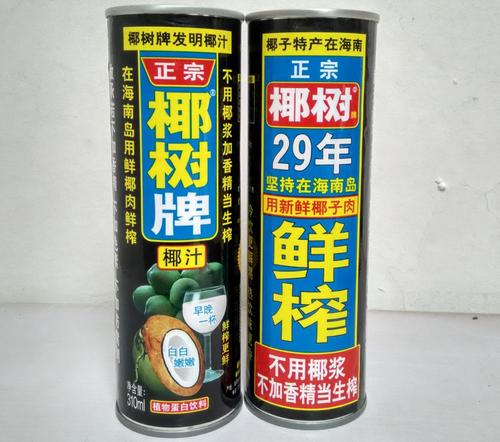 椰树牌发明椰汁
正宗
椰树牌
®
在海南岛用鲜椰肉鲜榨
不用椰浆加香精当生榨
椰汁
早晚
一杯
白白
嫩嫩
鲜榨更鲜
净含量:
310ml
植物蛋白饮料
椰子特产在海南
正宗
椰树
牌
29年
坚持在海南岛
用新鲜椰子肉
鲜榨
不用椰浆
不加香精当生榨